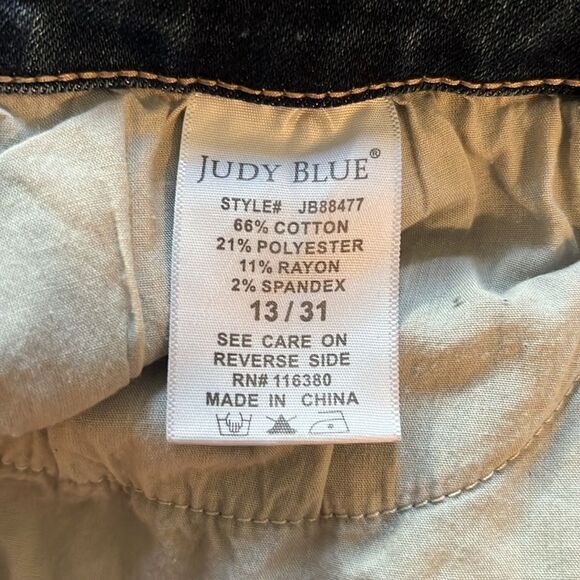 JUDY BLUE®
STYLE# JB88477
66% COTTON
21% POLYESTER
11% RAYON
2% SPANDEX
13 / 31
SEE CARE ON
REVERSE SIDE
RN# 116380
MADE IN CHINA